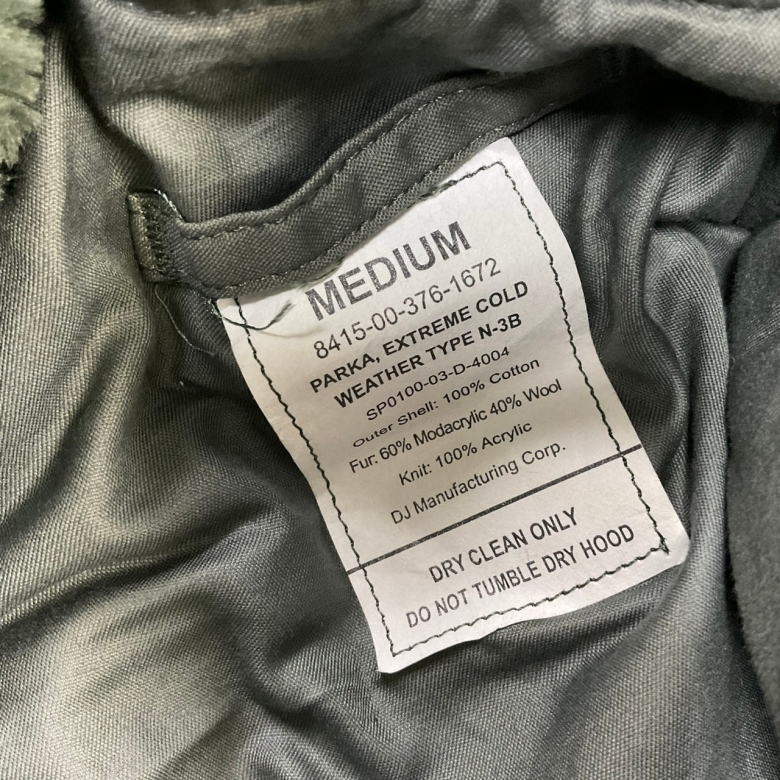 MEDIUM
8415-00-376-1672
PARKA, EXTREME COLD
WEATHER TYPE N-3B
SP0100-03-D-4004
Outer Shell: 100% Cotton
Fur: 60% Modacrylic 40% Wool
Knit: 100% Acrylic
DJ Manufacturing Corp.
DRY CLEAN ONLY
DO NOT TUMBLE DRY HOOD